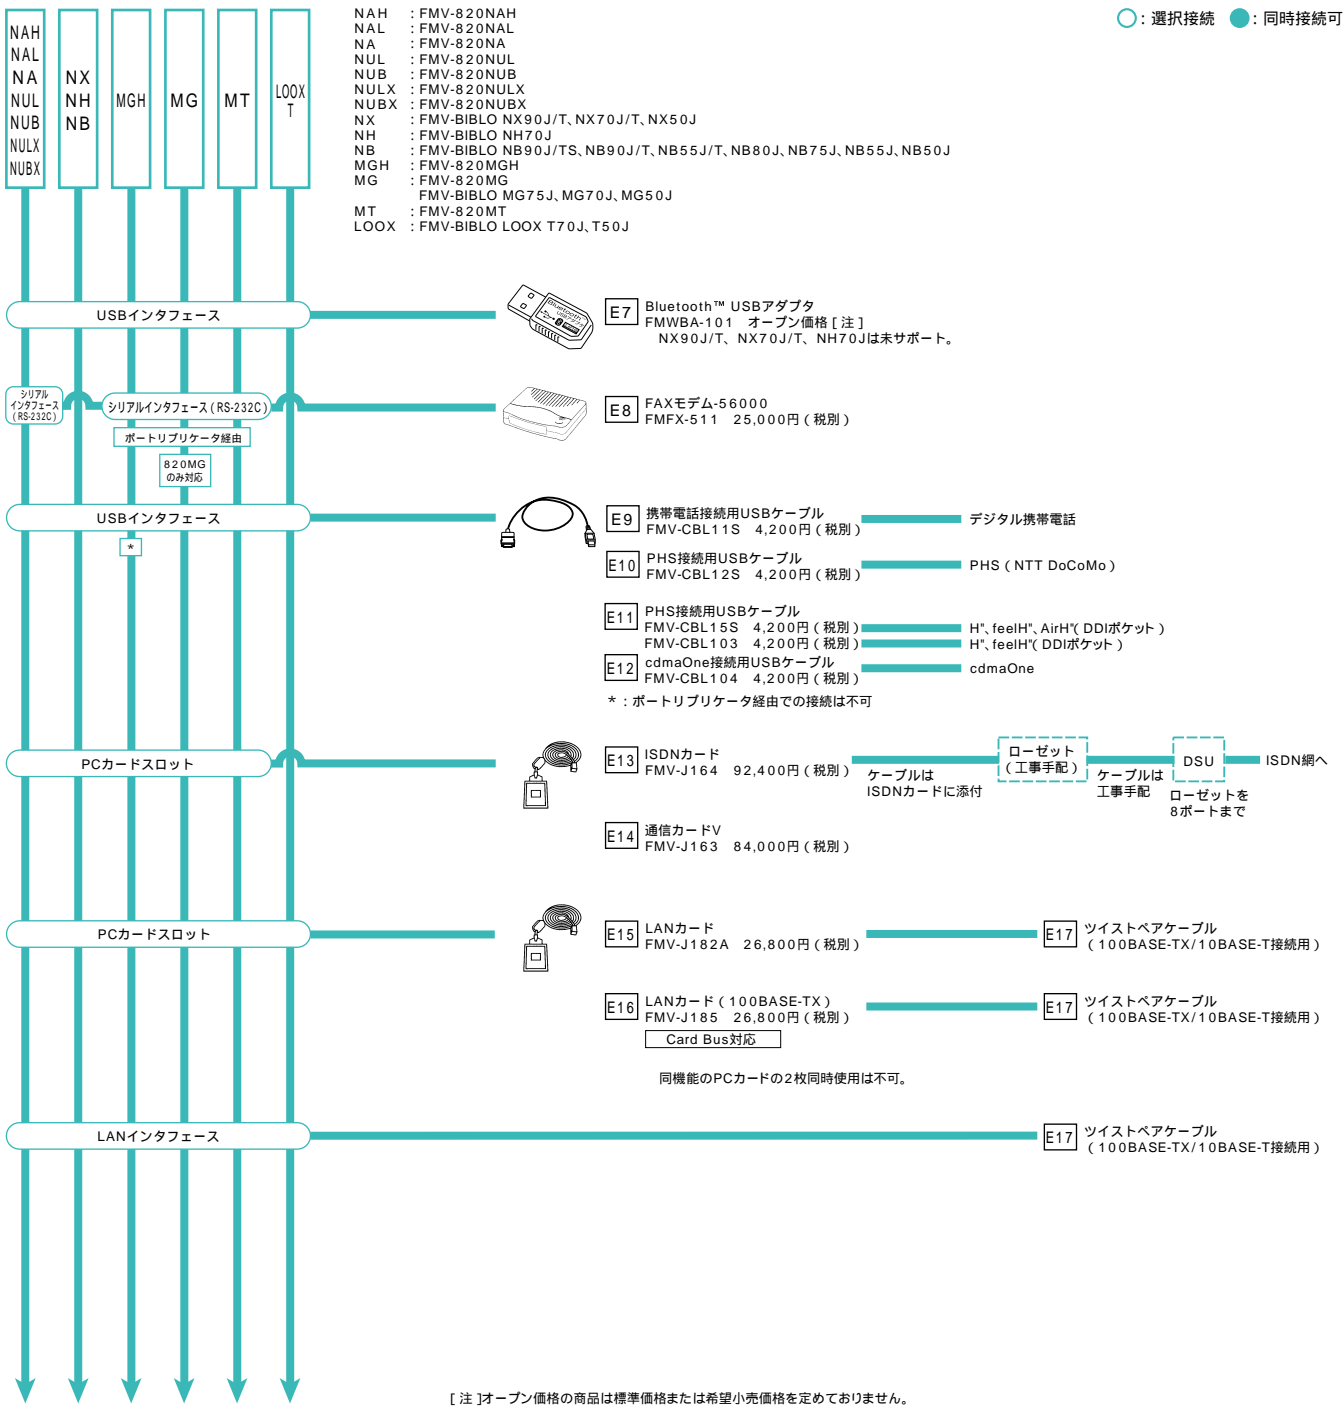 ○：選択接続　●：同時接続可
NAH
NAL
NA
NUL
NUB
NULX
NUBX
NX
NH
NB
MGH
MG
MT
LOOX
T
NAH : FMV-820NAH
NAL : FMV-820NAL
NA : FMV-820NA
NUL : FMV-820NUL
NUB : FMV-820NUB
NULX : FMV-820NULX
NUBX : FMV-820NUBX
NX : FMV-BIBLO NX90J/T、NX70J/T、NX50J
NH : FMV-BIBLO NH70J
NB : FMV-BIBLO NB90J/TS、NB90J/T、NB55J/T、NB80J、NB75J、NB55J、NB50J
MGH : FMV-820MGH
MG : FMV-820MG
FMV-BIBLO MG75J、MG70J、MG50J
MT : FMV-820MT
LOOX : FMV-BIBLO LOOX T70J、T50J
USBインタフェース
Bluetooth
USBアダプタ
E7 Bluetooth™ USBアダプタ
FMWBA-101　オープン価格［注］
NX90J/T、NX70J/T、NH70Jは未サポート。
シリアル
インタフェース
（RS-232C）
シリアルインタフェース（RS-232C）
ポートリプリケータ経由
820MG
のみ対応
E8 FAXモデム-56000
FMFX-511　25,000円（税別）
USBインタフェース
*
E9 携帯電話接続用USBケーブル
FMV-CBL11S　4,200円（税別）
デジタル携帯電話
E10 PHS接続用USBケーブル
FMV-CBL12S　4,200円（税別）
PHS（NTT DoCoMo）
E11 PHS接続用USBケーブル
FMV-CBL15S　4,200円（税別）
H"、feelH"、AirH"（DDIポケット）
FMV-CBL103　4,200円（税別）
H"、feelH"（DDIポケット）
E12 cdmaOne接続用USBケーブル
FMV-CBL104　4,200円（税別）
cdmaOne
*：ポートリプリケータ経由での接続は不可
PCカードスロット
E13 ISDNカード
FMV-J164　92,400円（税別）
ケーブルは
ISDNカードに添付
ローゼット
（工事手配）
ケーブルは
工事手配
DSU
ローゼットを
8ポートまで
ISDN網へ
E14 通信カードV
FMV-J163　84,000円（税別）
PCカードスロット
E15 LANカード
FMV-J182A　26,800円（税別）
E17 ツイストペアケーブル
（100BASE-TX/10BASE-T接続用）
E16 LANカード（100BASE-TX）
FMV-J185　26,800円（税別）
Card Bus対応
E17 ツイストペアケーブル
（100BASE-TX/10BASE-T接続用）
同機能のPCカードの2枚同時使用は不可。
LANインタフェース
E17 ツイストペアケーブル
（100BASE-TX/10BASE-T接続用）
［注］オープン価格の商品は標準価格または希望小売価格を定めておりません。